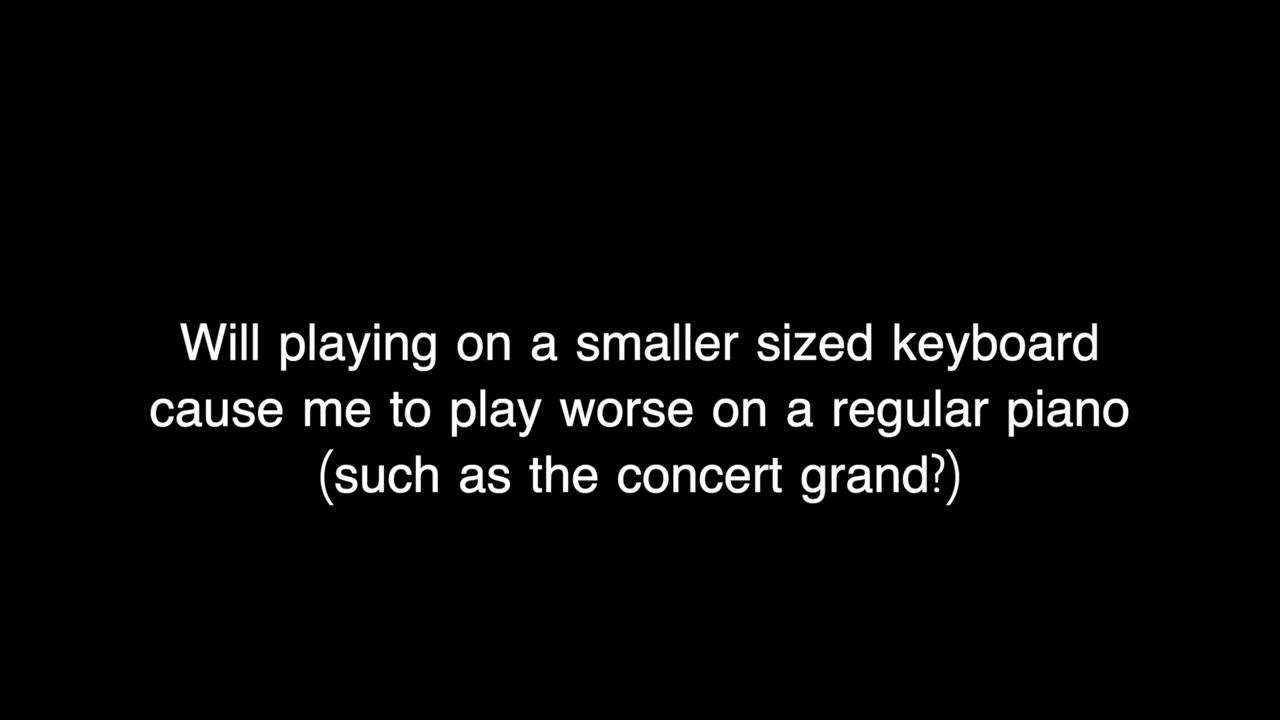 Will playing on a smaller sized keyboard
cause me to play worse on a regular piano
(such as the concert grand?)